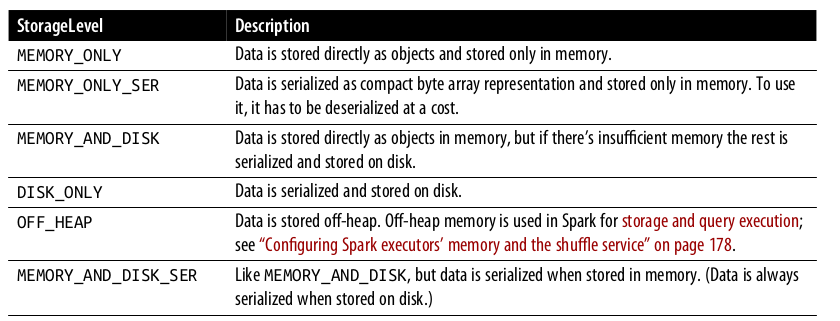 StorageLevel Description
MEMORY_ONLY Data is stored directly as objects and stored only in memory.
MEMORY_ONLY_SER Data is serialized as compact byte array representation and stored only in memory. To use
it, it has to be deserialized at a cost.
MEMORY_AND_DISK Data is stored directly as objects in memory, but if there’s insufficient memory the rest is
serialized and stored on disk.
DISK_ONLY Data is serialized and stored on disk.
OFF_HEAP Data is stored off-heap. Off-heap memory is used in Spark for storage and query execution;
see “Configuring Spark executors’ memory and the shuffle service” on page 178.
MEMORY_AND_DISK_SER Like MEMORY_AND_DISK, but data is serialized when stored in memory. (Data is always
serialized when stored on disk.)